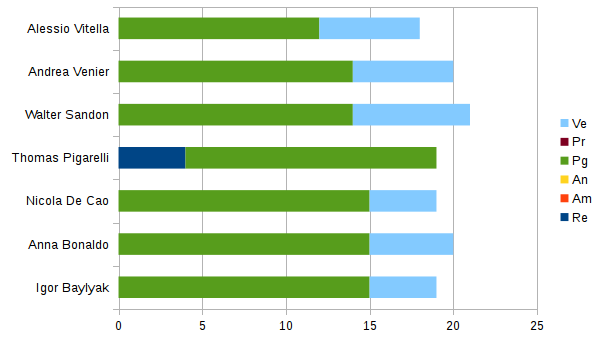 Alessio Vitella
Andrea Venier
Walter Sandon
Thomas Pigarelli
Nicola De Cao
Anna Bonaldo
Igor Baylyak
0 5 10 15 20 25
Ve
Pr
Pg
An
Am
Re